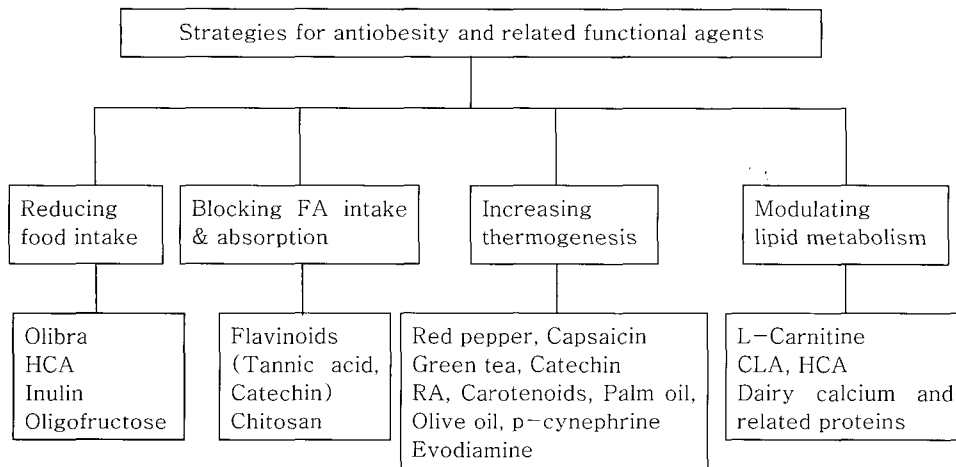 Strategies for antiobesity and related functional agents
Reducing
food intake
Blocking FA intake
& absorption
Increasing
thermogenesis
Modulating
lipid metabolism
Olibra
HCA
Inulin
Oligofructose
Flavinoids
(Tannic acid,
Catechin)
Chitosan
Red pepper, Capsaicin
Green tea, Catechin
RA, Carotenoids, Palm oil,
Olive oil, p-cynephrine
Evodiamine
L-Carnitine
CLA, HCA
Dairy calcium and
related proteins